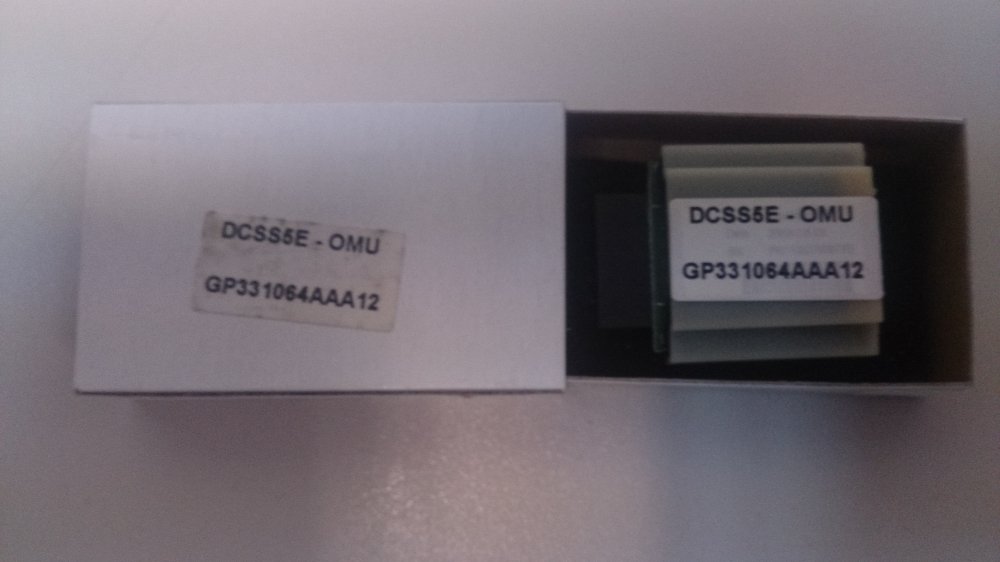 DCSS5E - OMU
GP331064AAA12
DCSS5E - OMU
GP331064AAA12